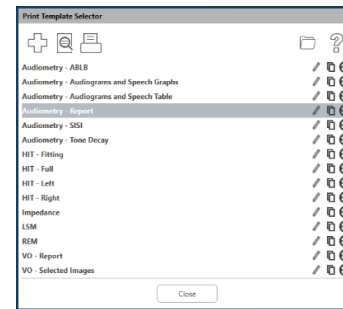 Print Template Selector
Audiometry - ABLB
Audiometry - Audiograms and Speech Graphs
Audiometry - Audiograms and Speech Table
Audiometry - Report
Audiometry - SISI
Audiometry - Tone Decay
HIT - Fitting
HIT - Full
HIT - Left
HIT - Right
Impedance
LSM
REM
VO - Report
VO - Selected Images
Close